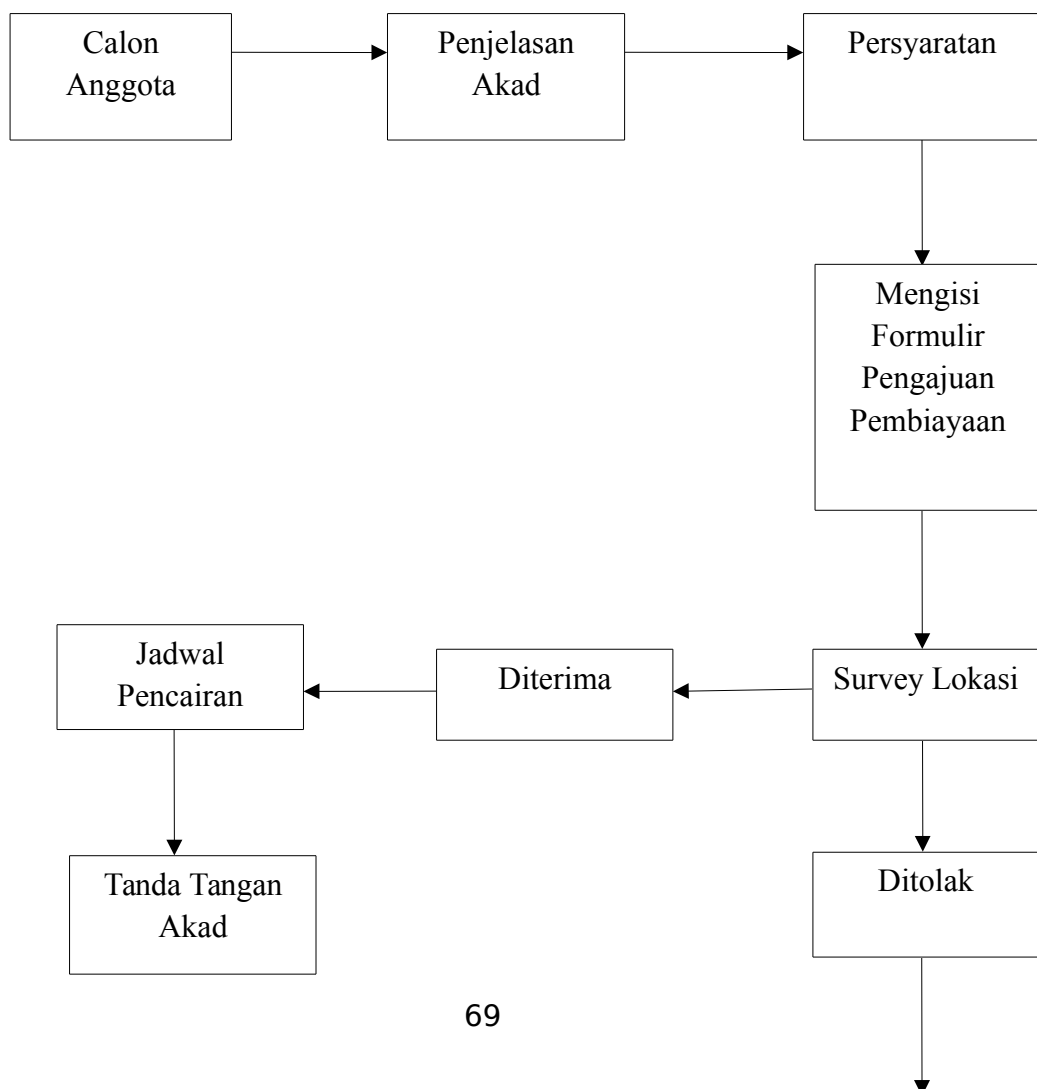 Calon
Anggota
Penjelasan
Akad
Persyaratan
Mengisi
Formulir
Pengajuan
Pembiayaan
Jadwal
Pencairan
Diterima
Survey Lokasi
Tanda Tangan
Akad
Ditolak
69